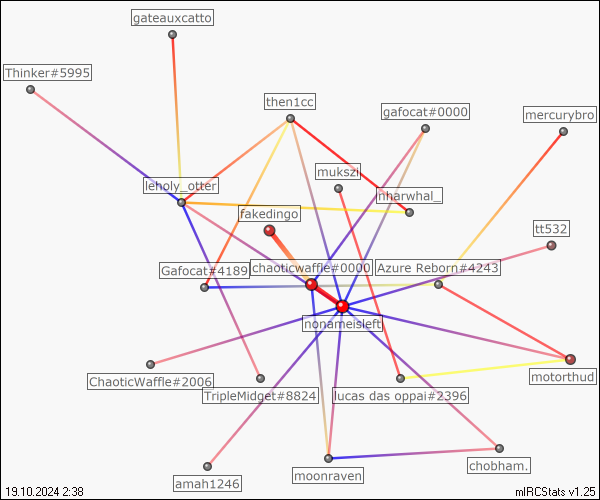 gateauxcatto
Thinker#5995
then1cc
gafocat#0000
mercurybro
mukszi
leholy_otter
nharwhal_
fakedingo
tt532
Gafocat#4189
chaoticwaffle#0000
Azure Reborn#4243
nonameisleft
motorthud
ChaoticWaffle#2006
TripleMidget#8824
lucas das oppai#2396
chobham.
moonraven
amah1246
19.10.2024 2:38
mIRCStats v1.25